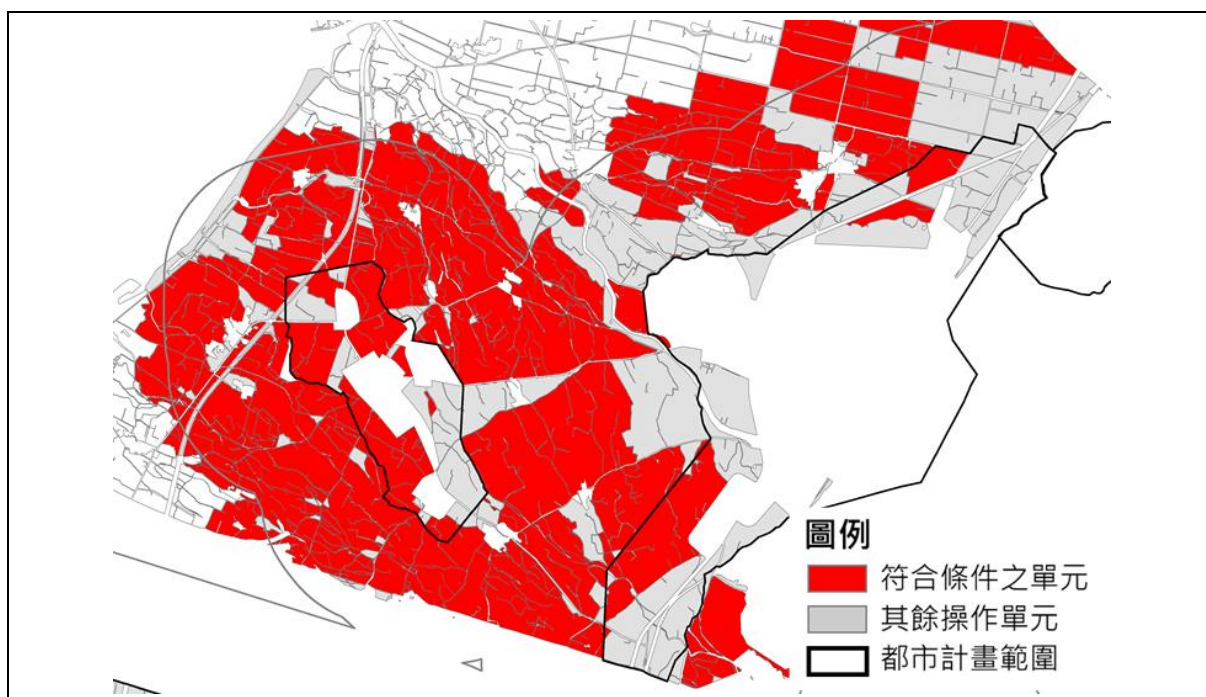 圖例
符合條件之單元
其餘操作單元
都市計畫範圍